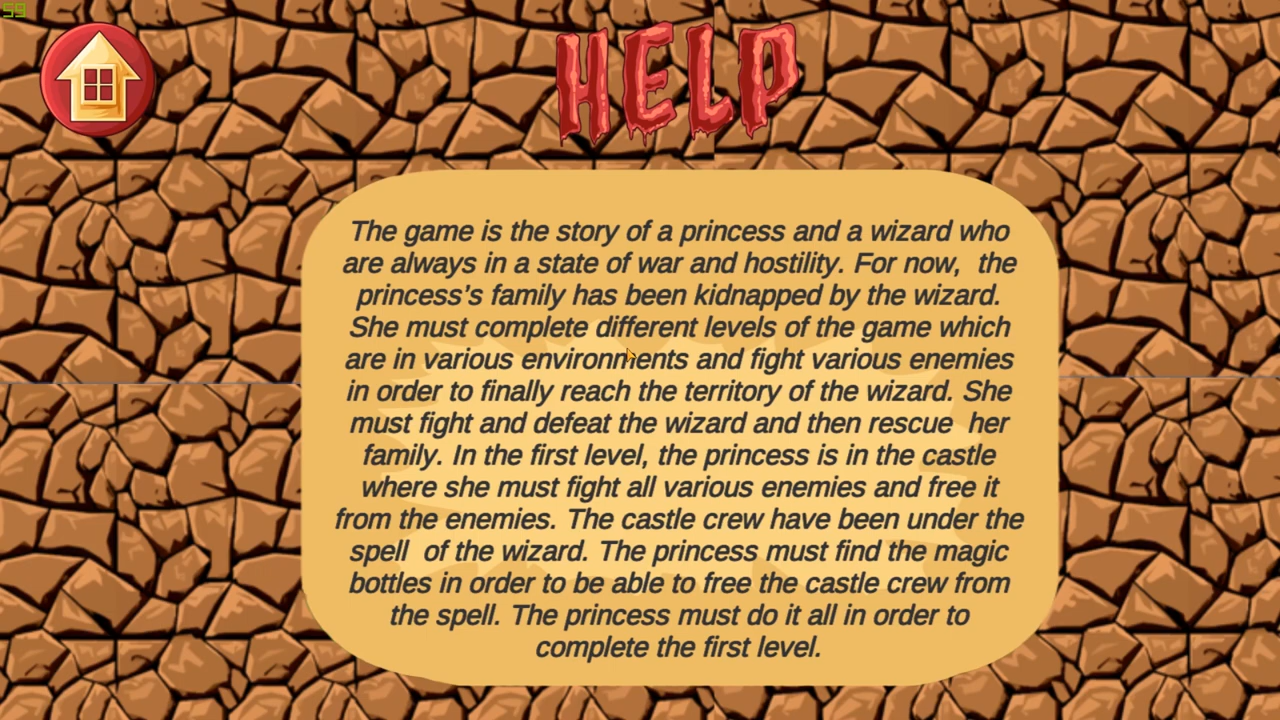 59
HELP
The game is the story of a princess and a wizard who
are always in a state of war and hostility. For now,  the
princess's family has been kidnapped by the wizard.
She must complete different levels of the game which
are in various environments and fight various enemies
in order to finally reach the territory of the wizard. She
must fight and defeat the wizard and then rescue  her
family. In the first level, the princess is in the castle
where she must fight all various enemies and free it
from the enemies. The castle crew have been under the
spell  of the wizard. The princess must find the magic
bottles in order to be able to free the castle crew from
the spell. The princess must do it all in order to
complete the first level.